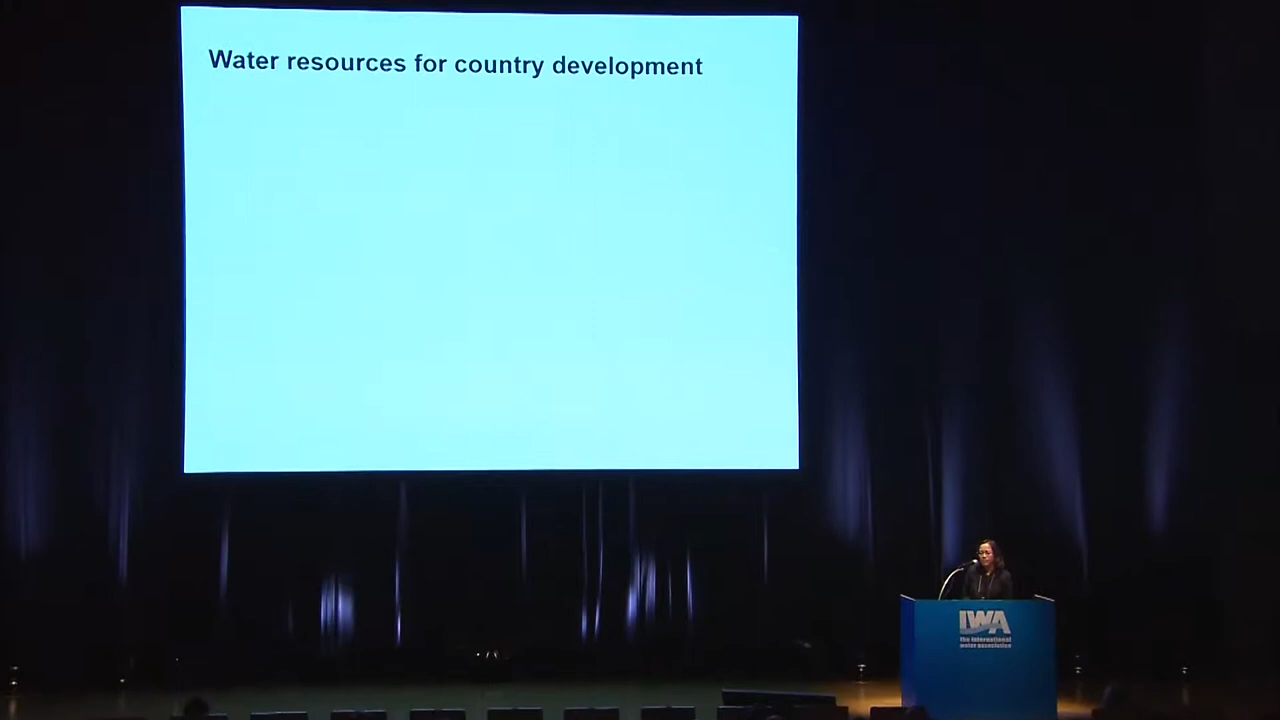 Water resources for country development
IWA
the international
water association